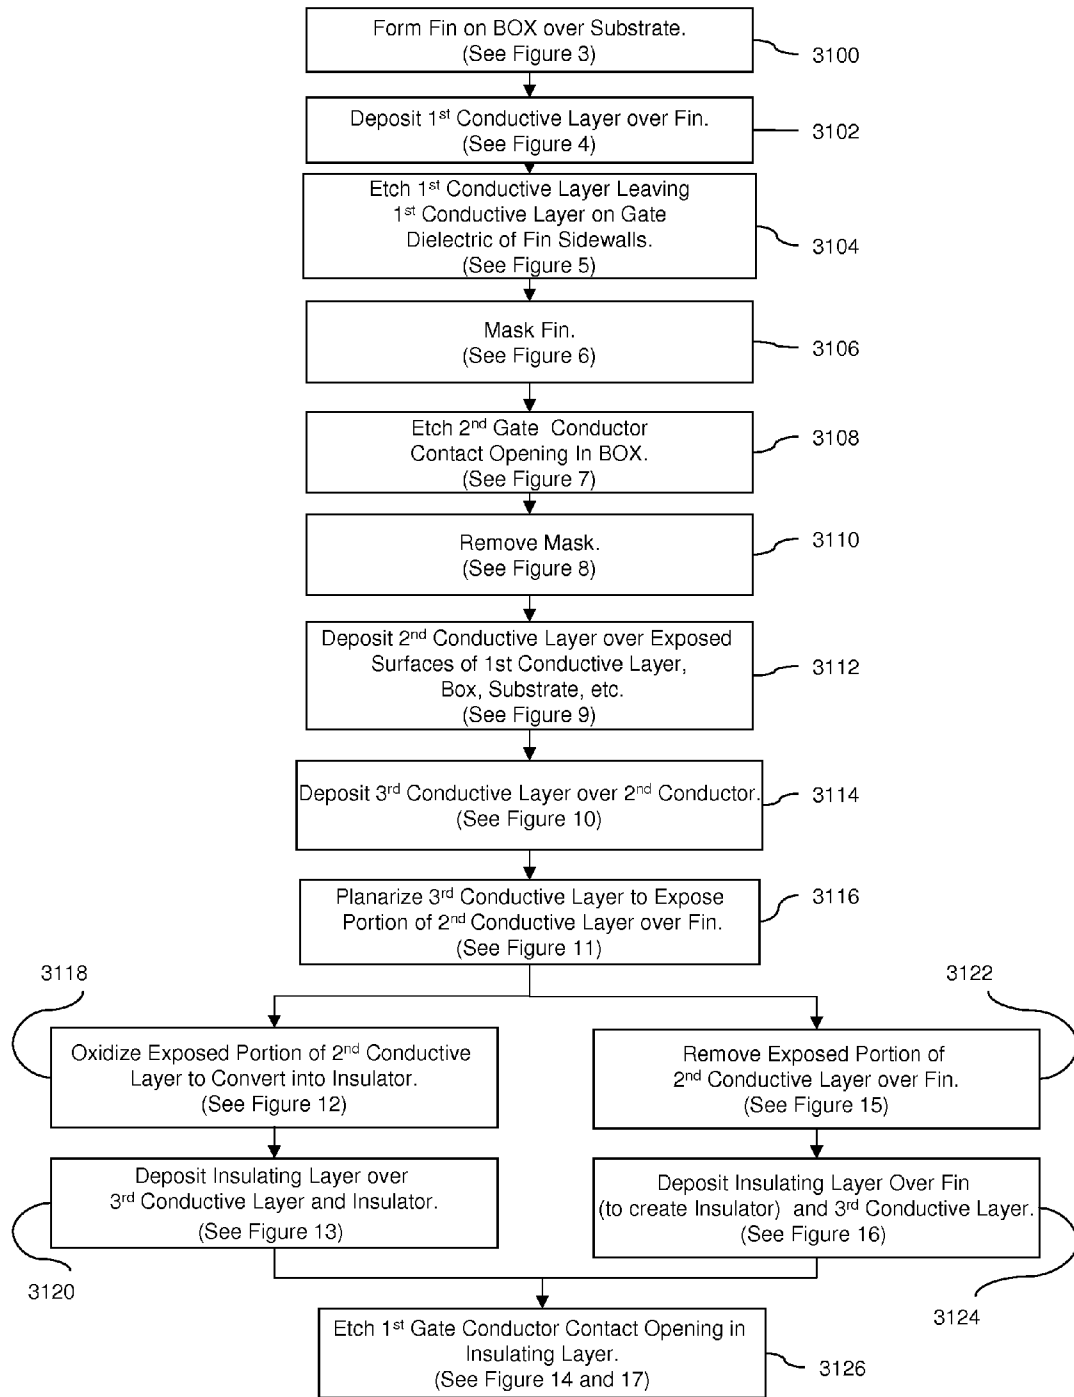 Form Fin on BOX over Substrate.
(See Figure 3)
3100
Deposit 1st Conductive Layer over Fin.
(See Figure 4)
3102
Etch 1st Conductive Layer Leaving
1st Conductive Layer on Gate
Dielectric of Fin Sidewalls.
(See Figure 5)
3104
Mask Fin.
(See Figure 6)
3106
Etch 2nd Gate Conductor
Contact Opening In BOX.
(See Figure 7)
3108
Remove Mask.
(See Figure 8)
3110
Deposit 2nd Conductive Layer over Exposed
Surfaces of 1st Conductive Layer,
Box, Substrate, etc.
(See Figure 9)
3112
Deposit 3rd Conductive Layer over 2nd Conductor.
(See Figure 10)
3114
Planarize 3rd Conductive Layer to Expose
Portion of 2nd Conductive Layer over Fin.
(See Figure 11)
3116
3118
Oxidize Exposed Portion of 2nd Conductive
Layer to Convert into Insulator.
(See Figure 12)
3122
Remove Exposed Portion of
2nd Conductive Layer over Fin.
(See Figure 15)
Deposit Insulating Layer over
3rd Conductive Layer and Insulator.
(See Figure 13)
3120
Deposit Insulating Layer Over Fin
(to create Insulator) and 3rd Conductive Layer.
(See Figure 16)
3124
Etch 1st Gate Conductor Contact Opening in
Insulating Layer.
(See Figure 14 and 17)
3126